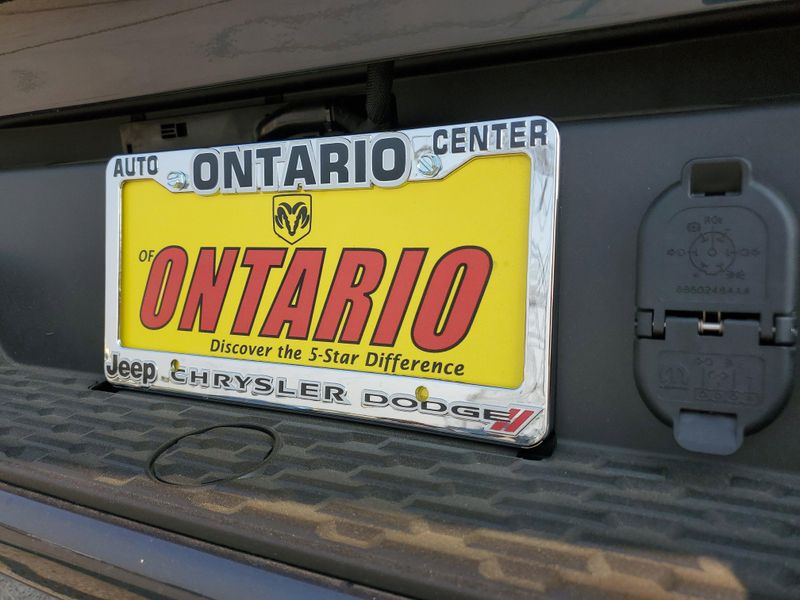 AUTO ONTARIO CENTER
OF
ONTARIO
Discover the 5-Star Difference
Jeep CHRYSLER DODGE